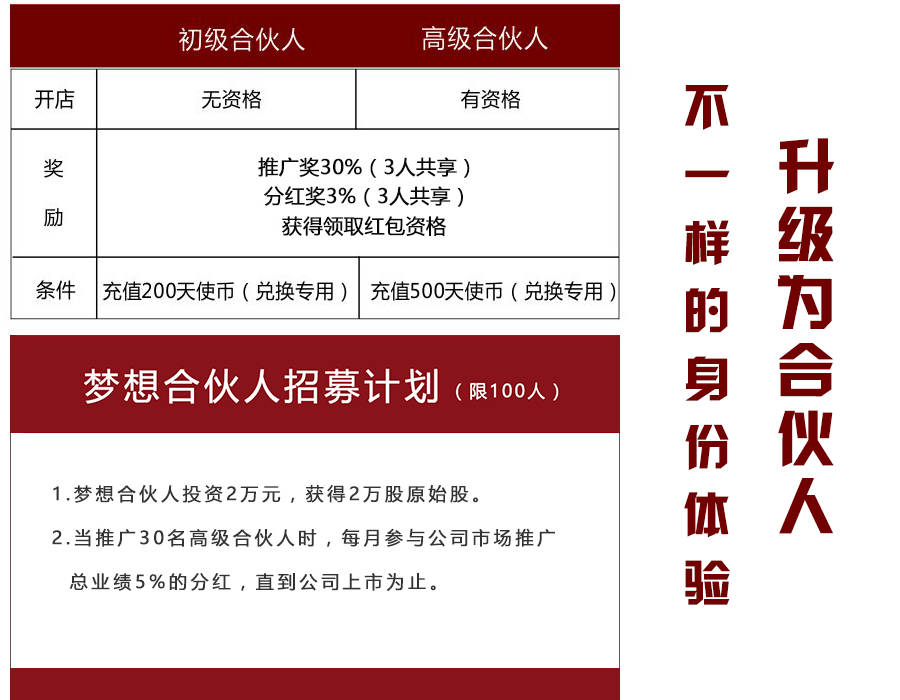 初级合伙人 高级合伙人
开店 无资格 有资格
奖励
推广奖30%（3人共享）
分红奖3%（3人共享）
获得领取红包资格
条件 充值200天使币（兑换专用） 充值500天使币（兑换专用）
梦想合伙人招募计划（限100人）
1.梦想合伙人投资2万元，获得2万股原始股。
2.当推广30名高级合伙人时，每月参与公司市场推广
总业绩5%的分红，直到公司上市为止。
升级为合伙人
不一样的身份体验